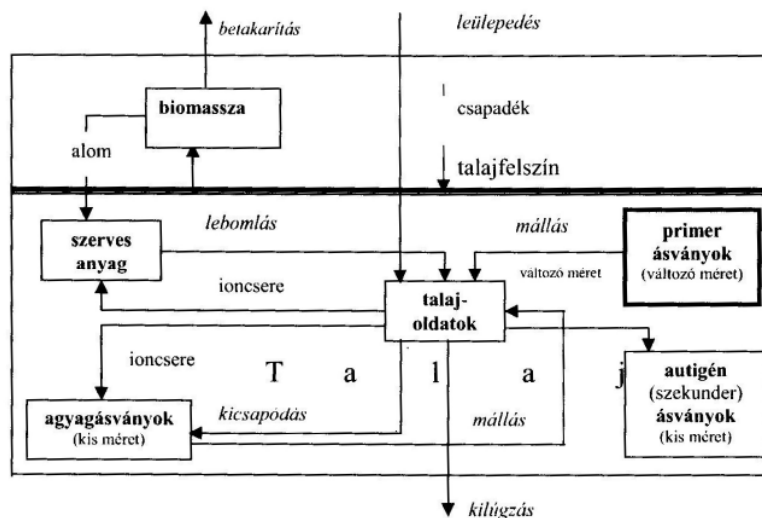 betakarítás
leülepedés
biomassza
csapadék
alom
talajfelszín
lebomlás
mállás
szerves
anyag
primer
ásványok
(változó méret)
változó méret
ioncsere
talaj-
oldatok
ioncsere
T a l a j
autigén
(szekunder)
ásványok
(kis méret)
agyagásványok
(kis méret)
kicsapódás
mállás
kilúgzás